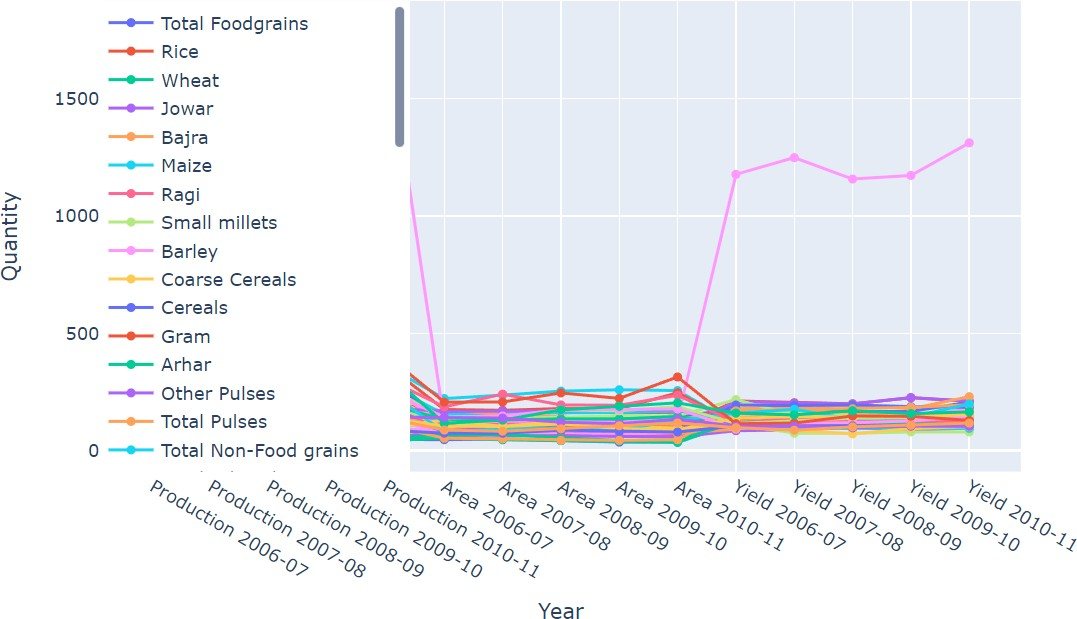 Total Foodgrains
Rice
Wheat
Jowar
Bajra
Maize
Ragi
Small millets
Barley
Coarse Cereals
Cereals
Gram
Arhar
Other Pulses
Total Pulses
Total Non-Food grains
1500
1000
500
0
Quantity
Production 2006-07
Production 2007-08
Production 2008-09
Production 2009-10
Production 2010-11
Area 2006-07
Area 2007-08
Area 2008-09
Area 2009-10
Area 2010-11
Yield 2006-07
Yield 2007-08
Yield 2008-09
Yield 2009-10
Yield 2010-11
Year